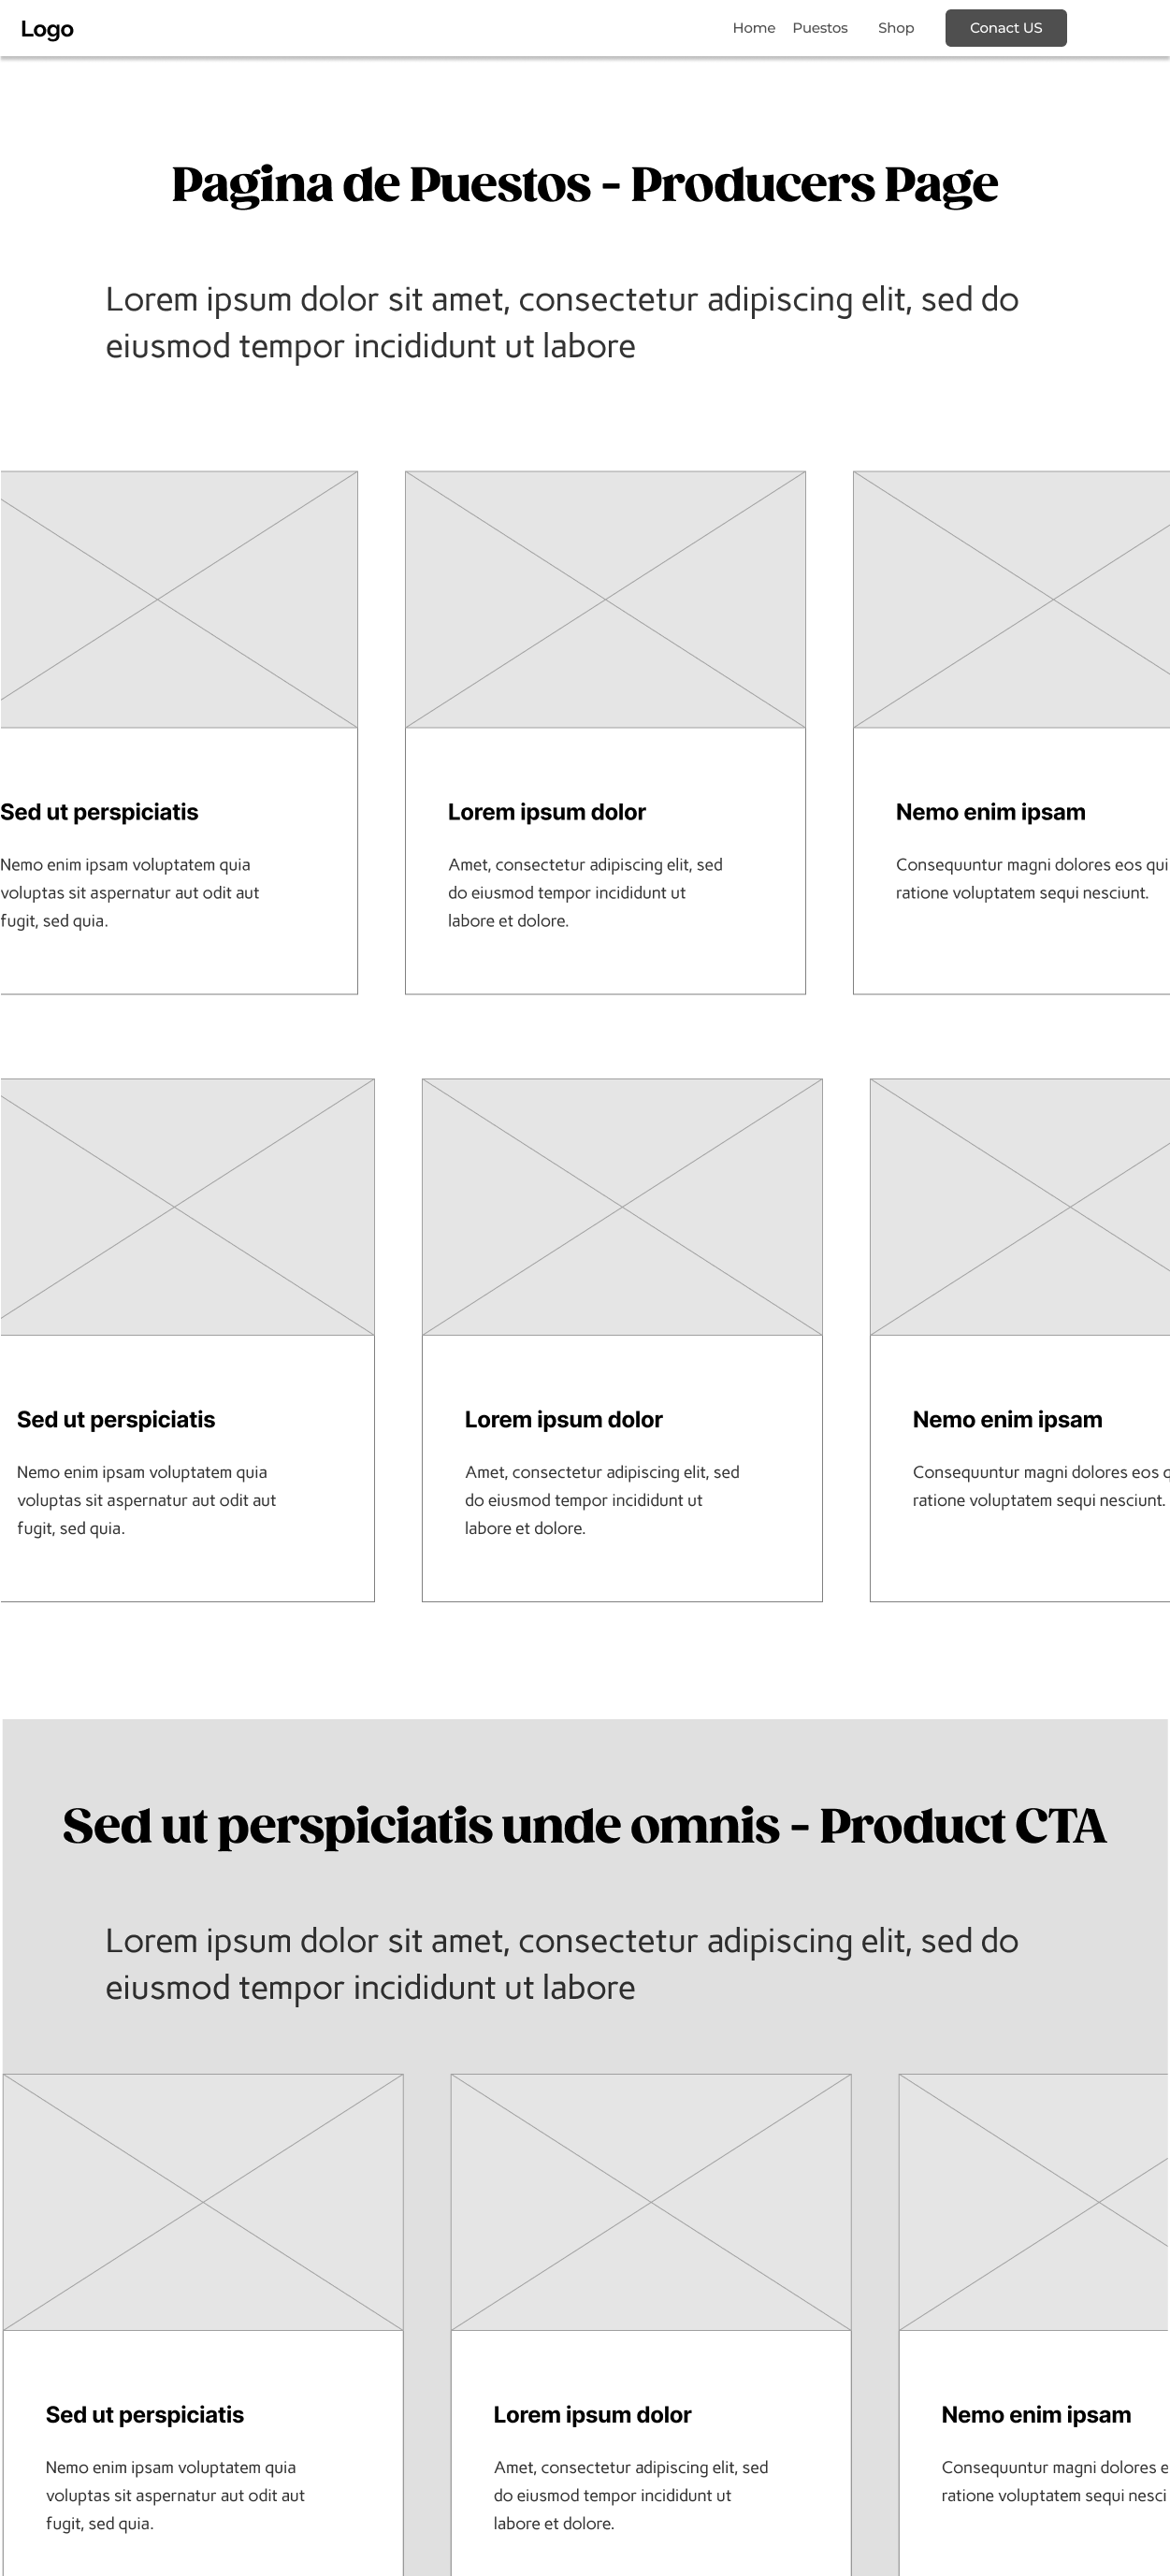 Logo
Home Puestos Shop Conact US
Pagina de Puestos - Producers Page
Lorem ipsum dolor sit amet, consectetur adipiscing elit, sed do
eiusmod tempor incididunt ut labore
Sed ut perspiciatis
Nemo enim ipsam voluptatem quia
voluptas sit aspernatur aut odit aut
fugit, sed quia.
Lorem ipsum dolor
Amet, consectetur adipiscing elit, sed
do eiusmod tempor incididunt ut
labore et dolore.
Nemo enim ipsam
Consequuntur magni dolores eos qui
ratione voluptatem sequi nesciunt.
Sed ut perspiciatis
Nemo enim ipsam voluptatem quia
voluptas sit aspernatur aut odit aut
fugit, sed quia.
Lorem ipsum dolor
Amet, consectetur adipiscing elit, sed
do eiusmod tempor incididunt ut
labore et dolore.
Nemo enim ipsam
Consequuntur magni dolores eos
ratione voluptatem sequi nesciunt.
Sed ut perspiciatis unde omnis - Product CTA
Lorem ipsum dolor sit amet, consectetur adipiscing elit, sed do
eiusmod tempor incididunt ut labore
Sed ut perspiciatis
Nemo enim ipsam voluptatem quia
voluptas sit aspernatur aut odit aut
fugit, sed quia.
Lorem ipsum dolor
Amet, consectetur adipiscing elit, sed
do eiusmod tempor incididunt ut
labore et dolore.
Nemo enim ipsam
Consequuntur magni dolores
ratione voluptatem sequi